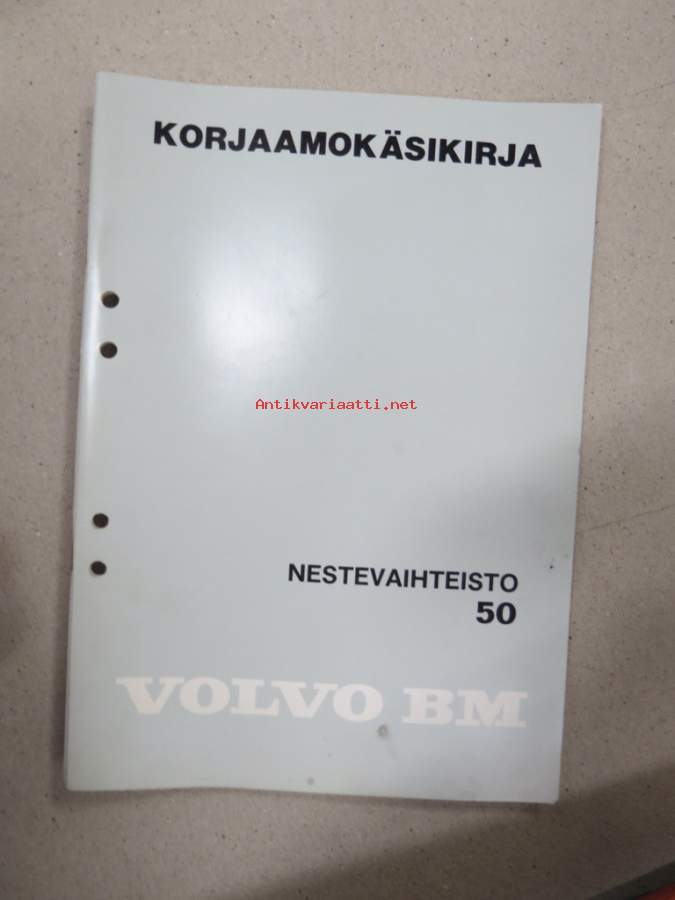 KORJAAMOKÄSIKIRJA
Antikvariaatti.net
NESTEVAIHTEISTO
50
VOLVO BM